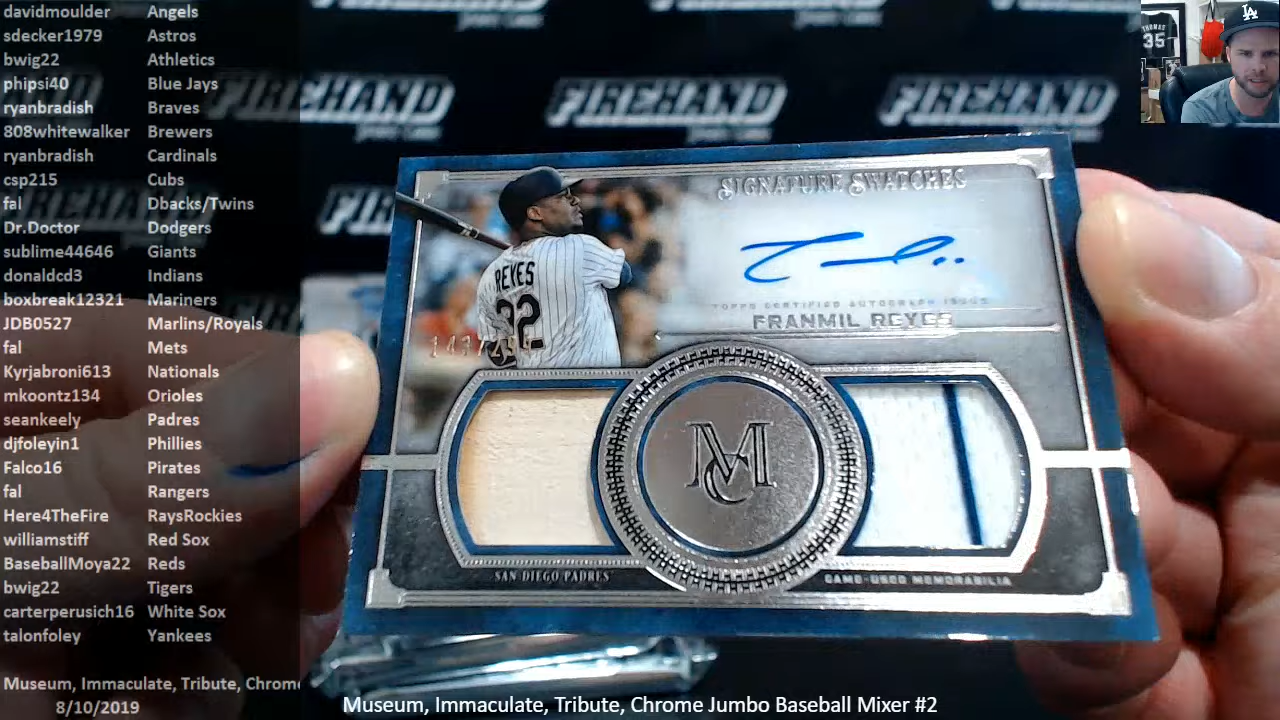 davidmoulder Angels
sdecker1979 Astros
bwig22 Athletics
phipsi40 Blue Jays
ryanbradish Braves
808whitewalker Brewers
ryanbradish Cardinals
csp215 Cubs
fal Dbacks/Twins
Dr.Doctor Dodgers
sublime44646 Giants
donaldcd3 Indians
boxbreak12321 Mariners
JDB0527 Marlins/Royals
fal Mets
Kyrjabroni613 Nationals
mkoontz134 Orioles
seankeely Padres
djfoleyin1 Phillies
Falco16 Pirates
fal Rangers
Here4TheFire RaysRockies
williamstiff Red Sox
BaseballMoya22 Reds
bwig22 Tigers
carterperusich16 White Sox
talonfoley Yankees
Museum, Immaculate, Tribute, Chrome
8/10/2019
FIREHAND FIREHAND FIREHAND
SIGNATURE SWATCHES
TOPPS CERTIFIED AUTOGRAPH ISSUE
FRANMIL REYES
REYES
32
MC
SAN DIEGO PADRES
GAME-USED MEMORABILIA
THOMAS
35
LA
Museum, Immaculate, Tribute, Chrome Jumbo Baseball Mixer #2